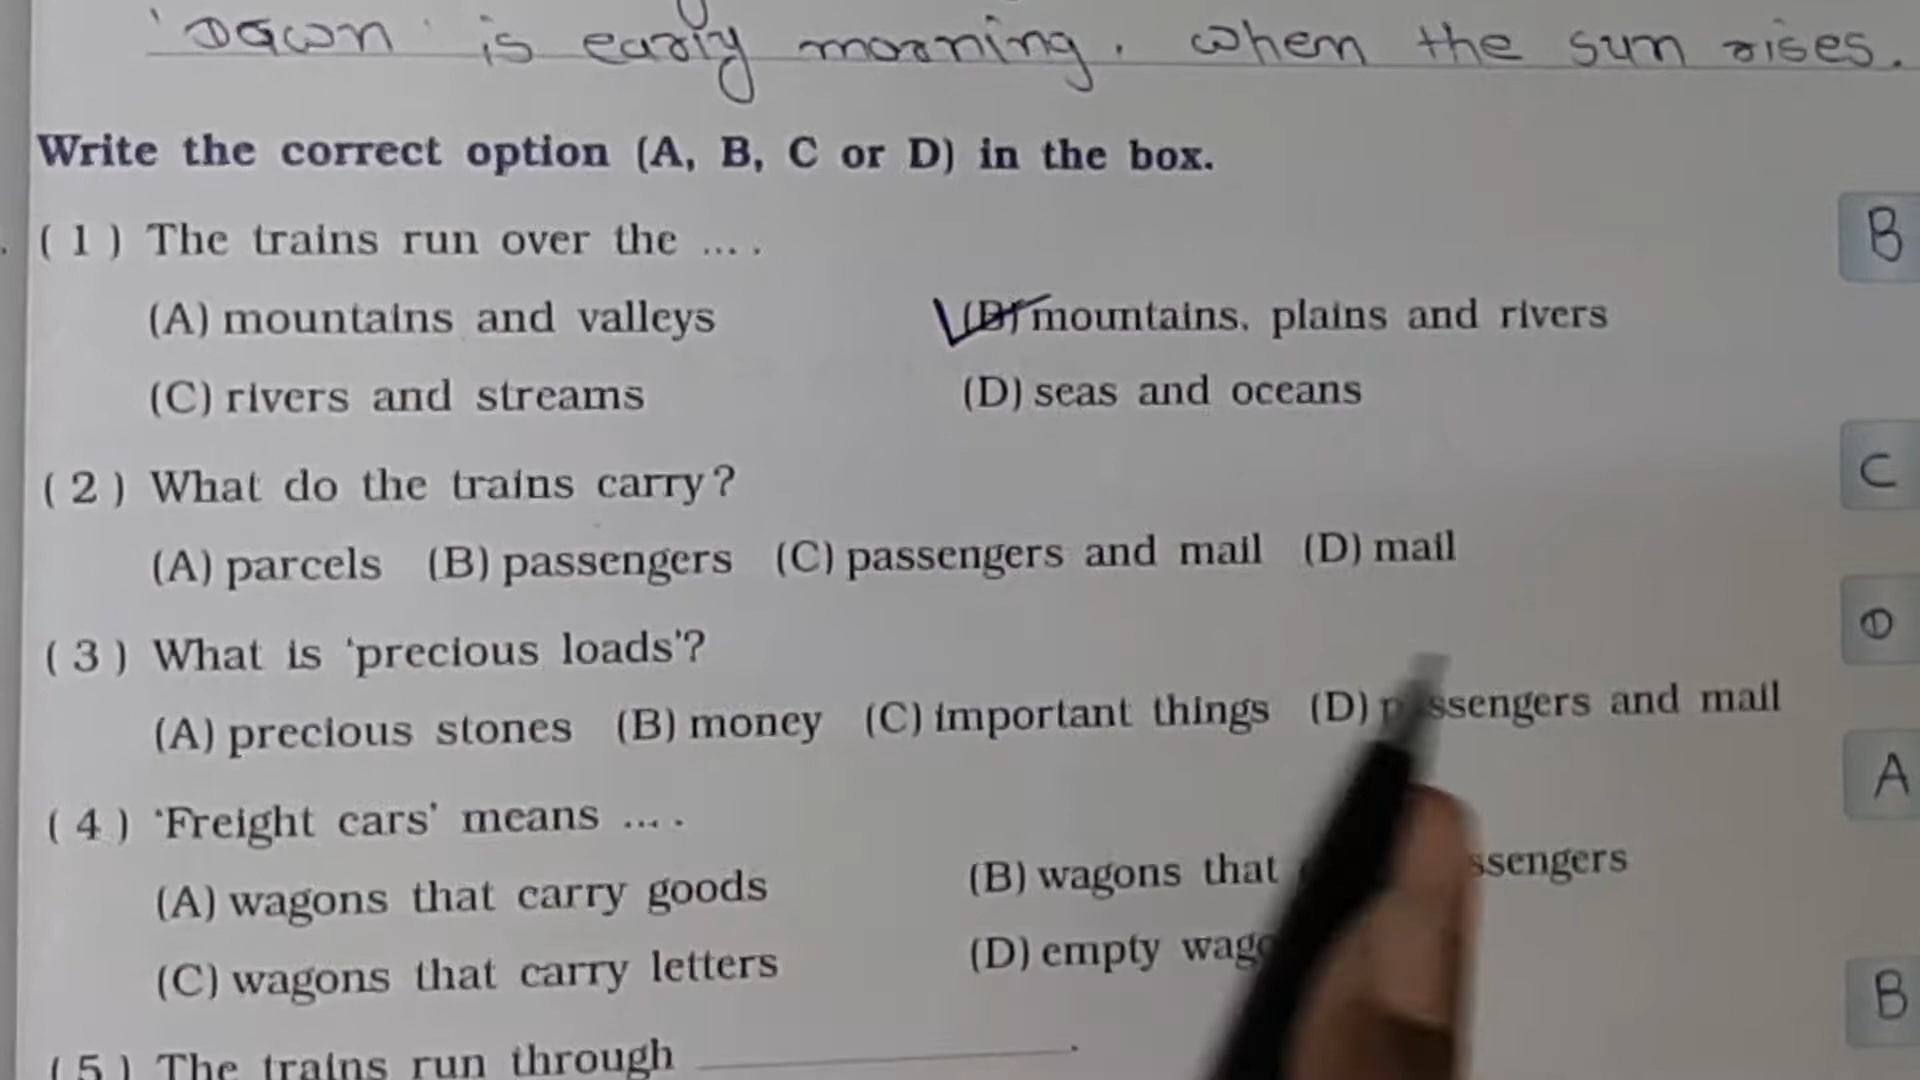 'Dawn' is early morning. when the sun rises.
Write the correct option (A, B, C or D) in the box.
(1) The trains run over the ... . B
(A) mountains and valleys (B) mountains, plains and rivers
(C) rivers and streams (D) seas and oceans
(2) What do the trains carry? C
(A) parcels (B) passengers (C) passengers and mail (D) mail
(3) What is 'precious loads'? D
(A) precious stones (B) money (C) important things (D) passengers and mail
(4) 'Freight cars' means ... . A
(A) wagons that carry goods (B) wagons that ssengers
(C) wagons that carry letters (D) empty wago
(5) The trains run through ________. B